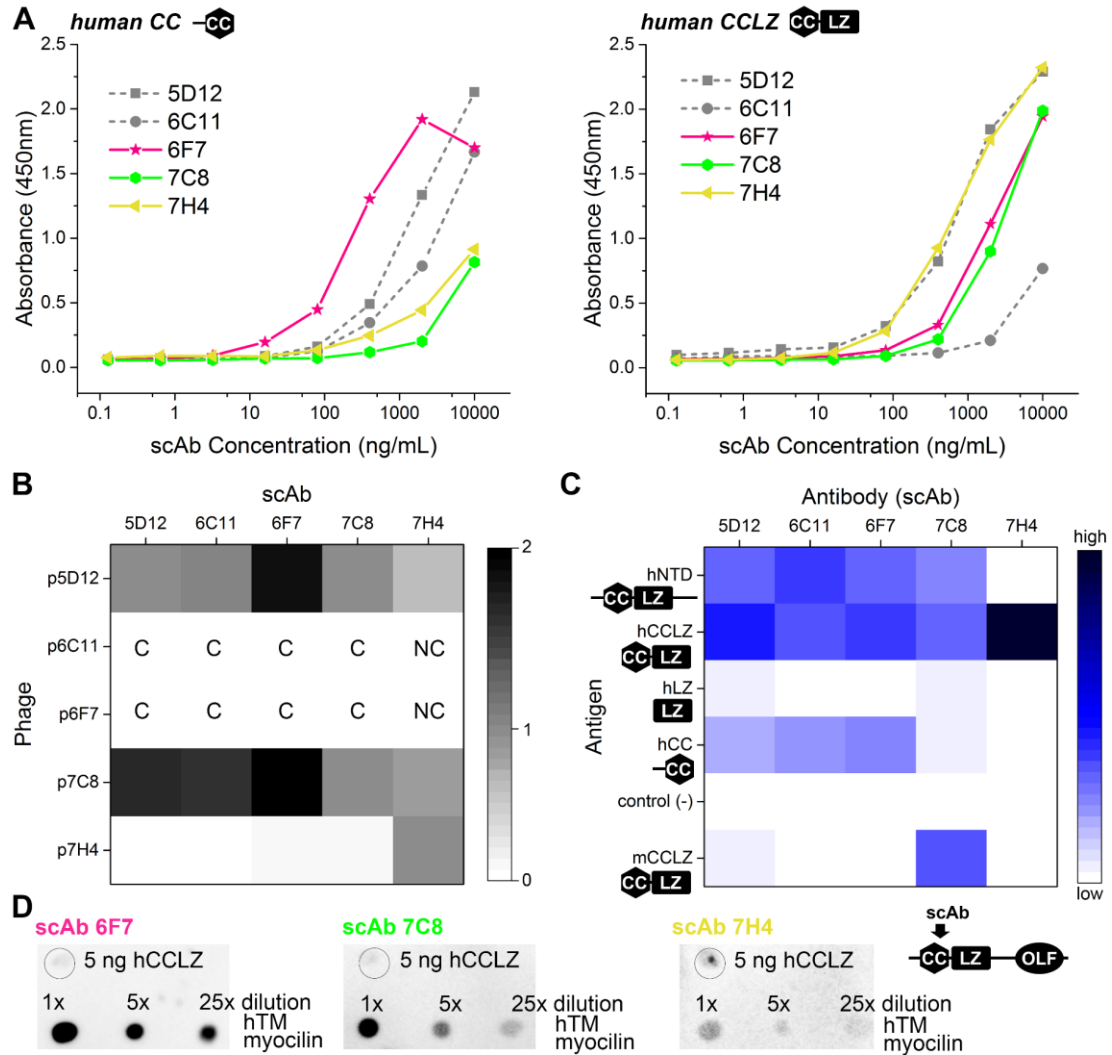 A
human CC
CC
2.5
2.0
1.5
1.0
0.5
0.0
Absorbance (450nm)
5D12
6C11
6F7
7C8
7H4
0.1
1
10
100
1000
10000
scAb Concentration (ng/mL)
human CCLZ
CC LZ
2.5
2.0
1.5
1.0
0.5
0.0
Absorbance (450nm)
5D12
6C11
6F7
7C8
7H4
0.1
1
10
100
1000
10000
scAb Concentration (ng/mL)
B
scAb
5D12 6C11 6F7 7C8 7H4
Phage
p5D12
p6C11 C C C C NC
p6F7 C C C C NC
p7C8
p7H4
2
1
0
C
Antibody (scAb)
5D12 6C11 6F7 7C8 7H4
Antigen
hNTD
CC LZ
hCCLZ
CC LZ
hLZ
LZ
hCC
CC
control (-)
mCCLZ
CC LZ
high
low
D
scAb 6F7
5 ng hCCLZ
1x 5x 25x dilution
hTM
myocilin
scAb 7C8
5 ng hCCLZ
1x 5x 25x dilution
hTM
myocilin
scAb 7H4
5 ng hCCLZ
1x 5x 25x dilution
hTM
myocilin
scAb
CC LZ OLF